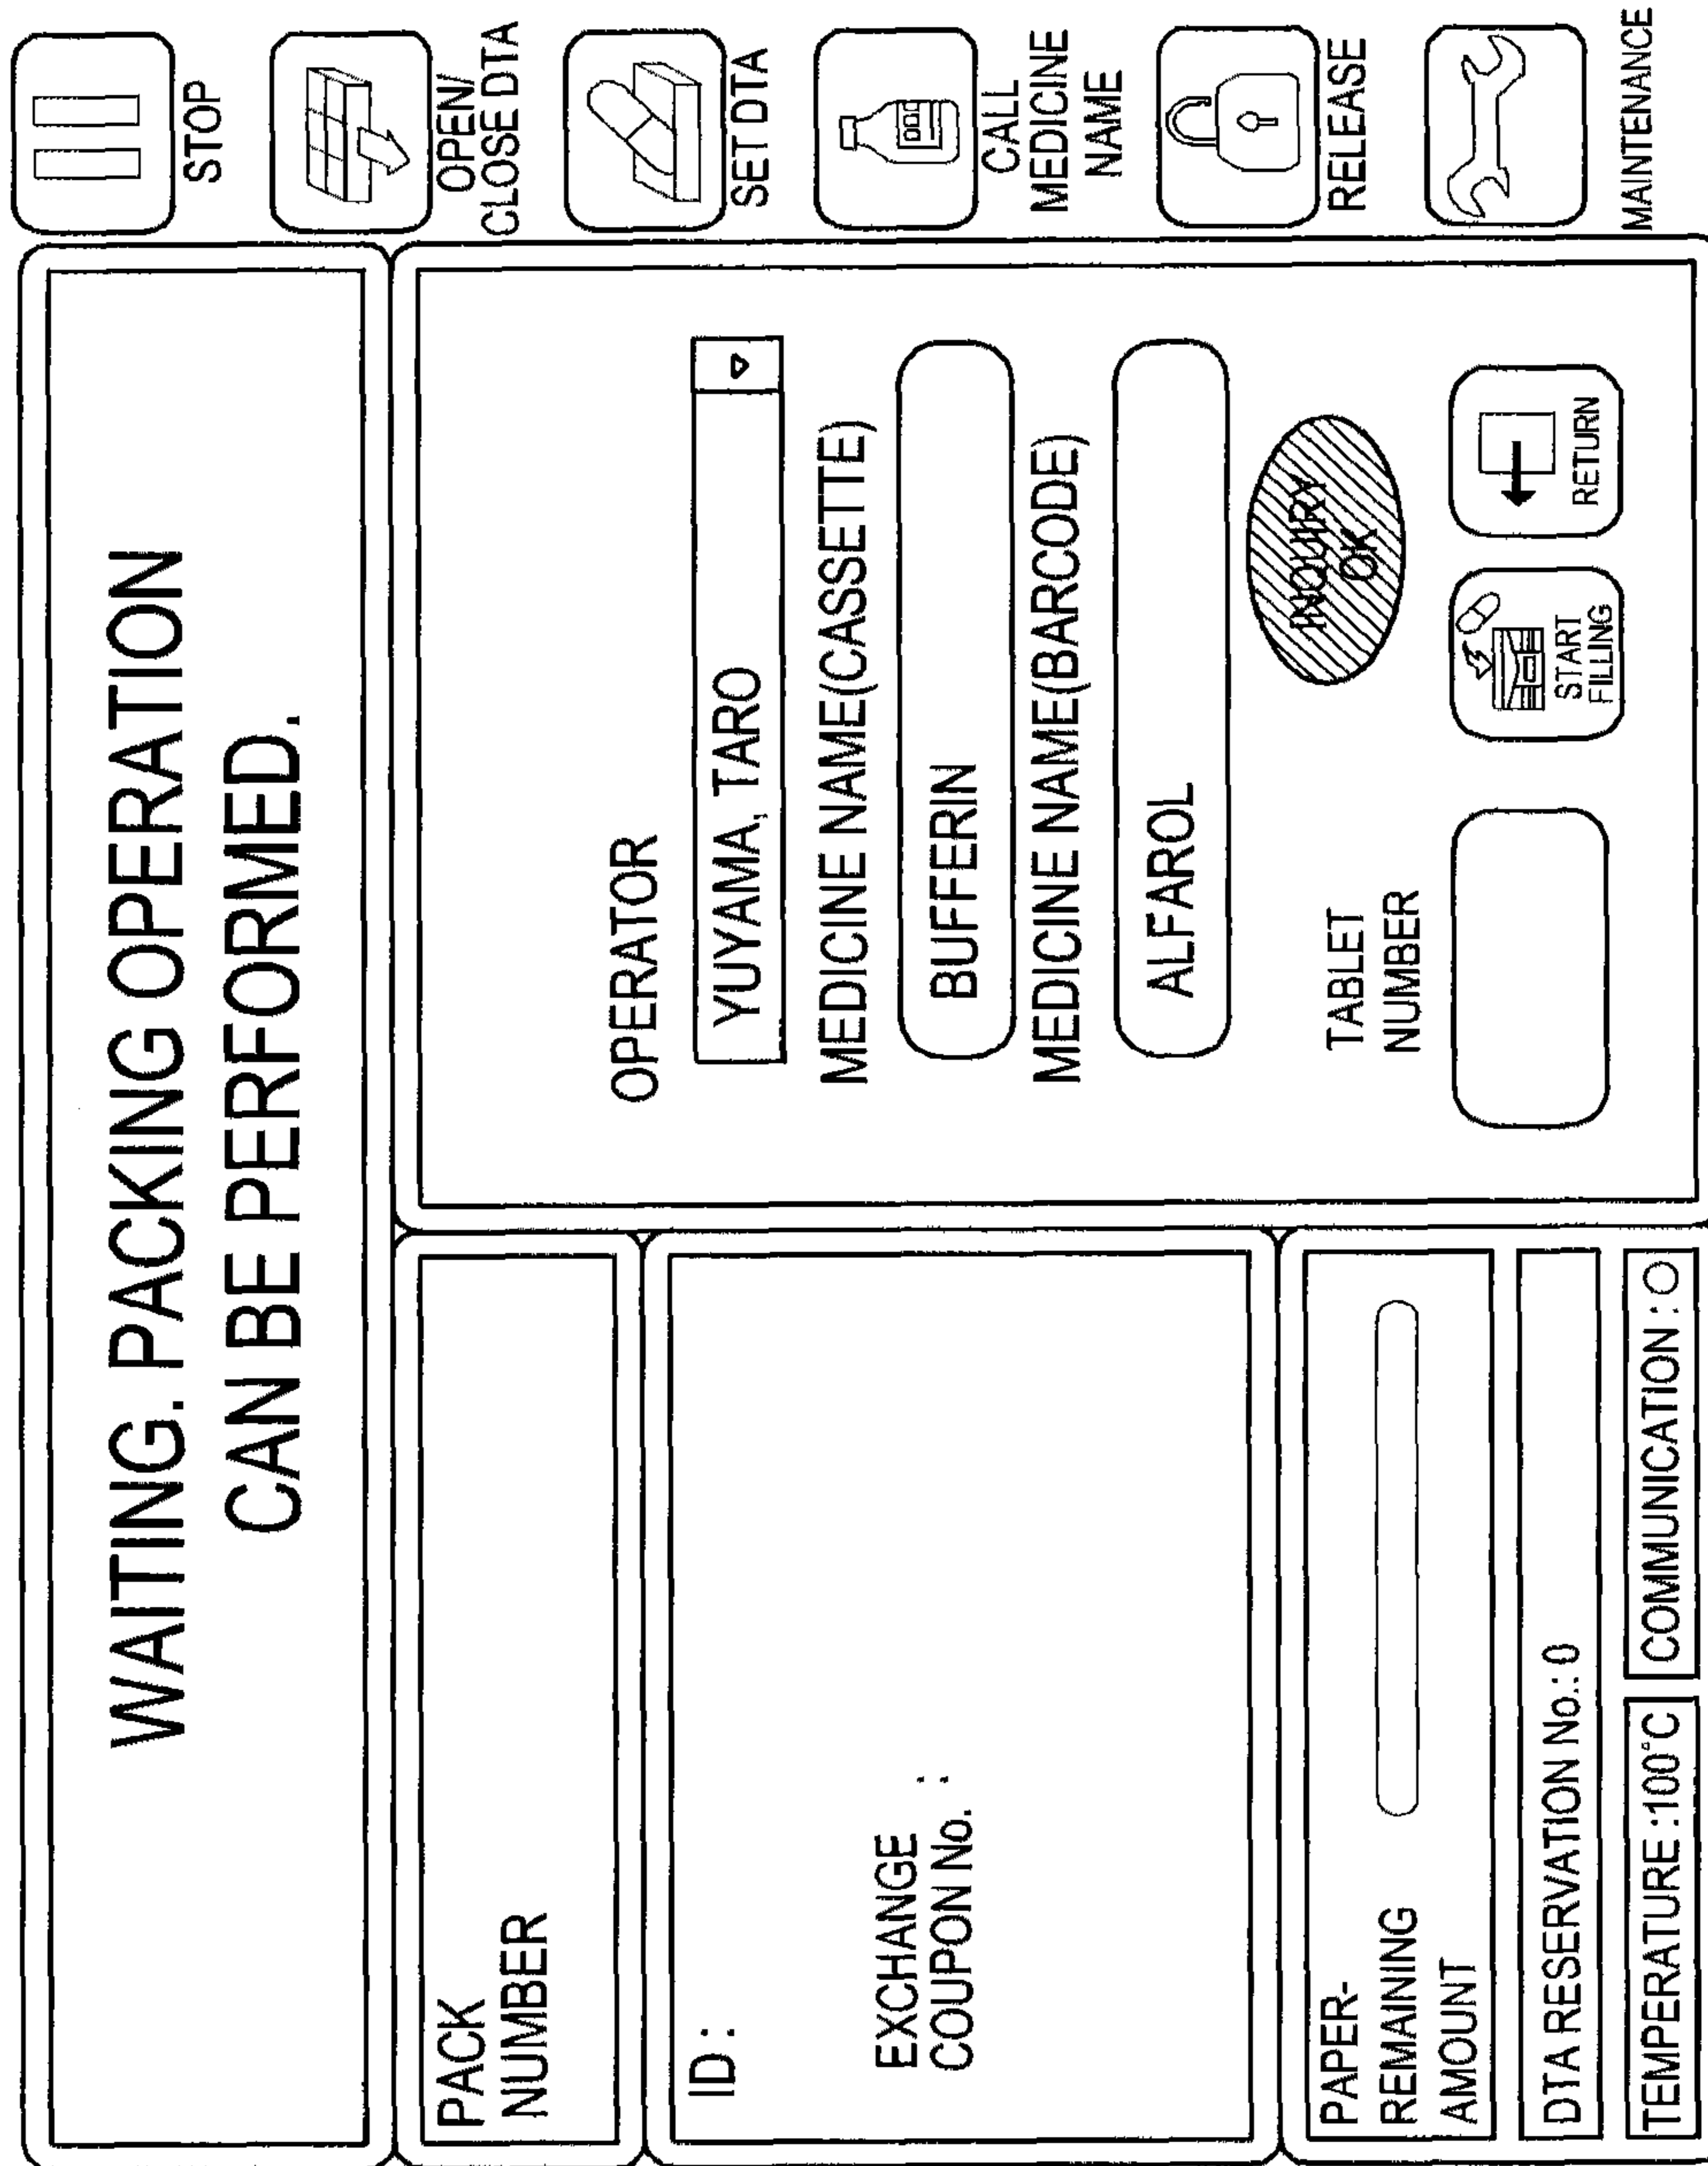 WAITING. PACKING OPERATION
CAN BE PERFORMED.
PACK
NUMBER
ID :
EXCHANGE
COUPON No. :
PAPER-
REMAINING
AMOUNT
DTA RESERVATION No.: 0
TEMPERATURE :100°C
COMMUNICATION : ○
OPERATOR
YUYAMA, TARO
MEDICINE NAME(CASSETTE)
BUFFERIN
MEDICINE NAME(BARCODE)
ALFAROL
INQUIRY
OK
TABLET
NUMBER
START
FILLING
RETURN
STOP
OPEN/
CLOSE DTA
SET DTA
CALL
MEDICINE
NAME
RELEASE
MAINTENANCE